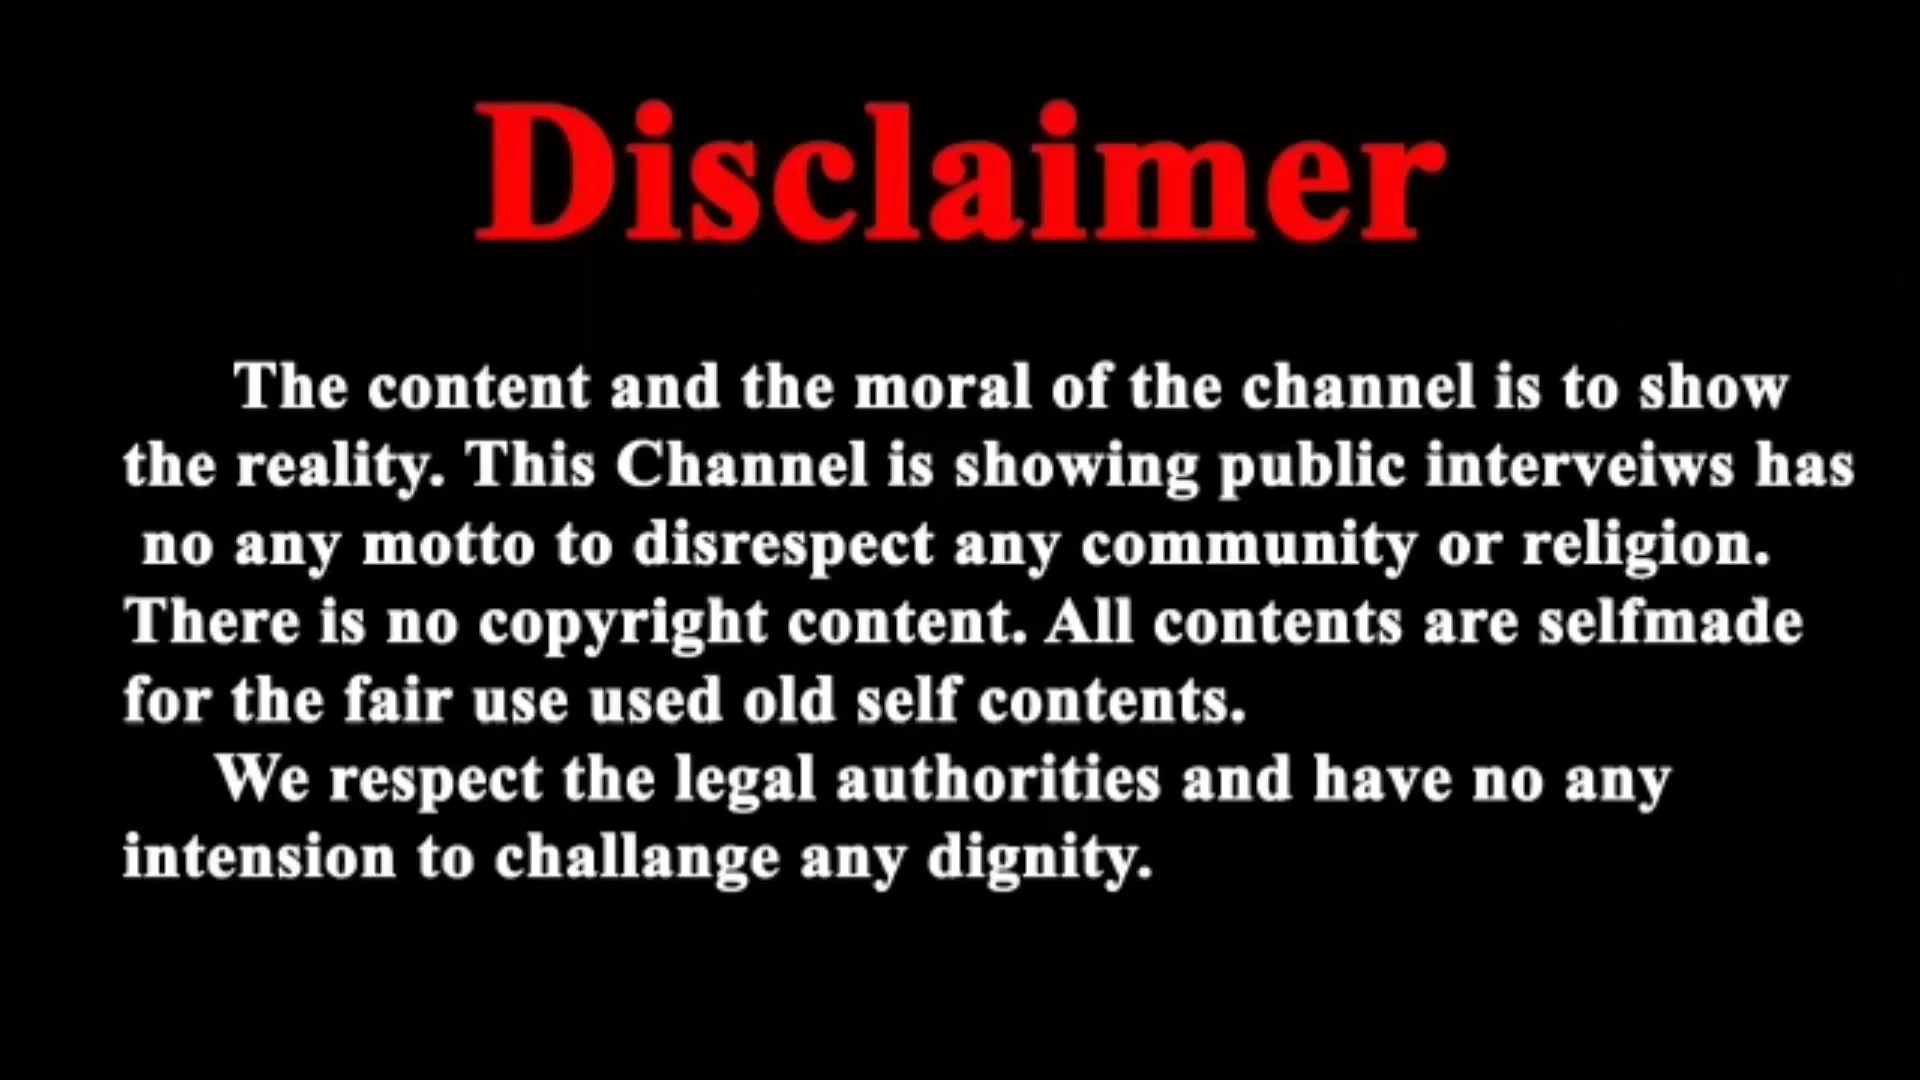 Disclaimer
The content and the moral of the channel is to show
the reality. This Channel is showing public interveiws has
no any motto to disrespect any community or religion.
There is no copyright content. All contents are selfmade
for the fair use used old self contents.
We respect the legal authorities and have no any
intension to challange any dignity.